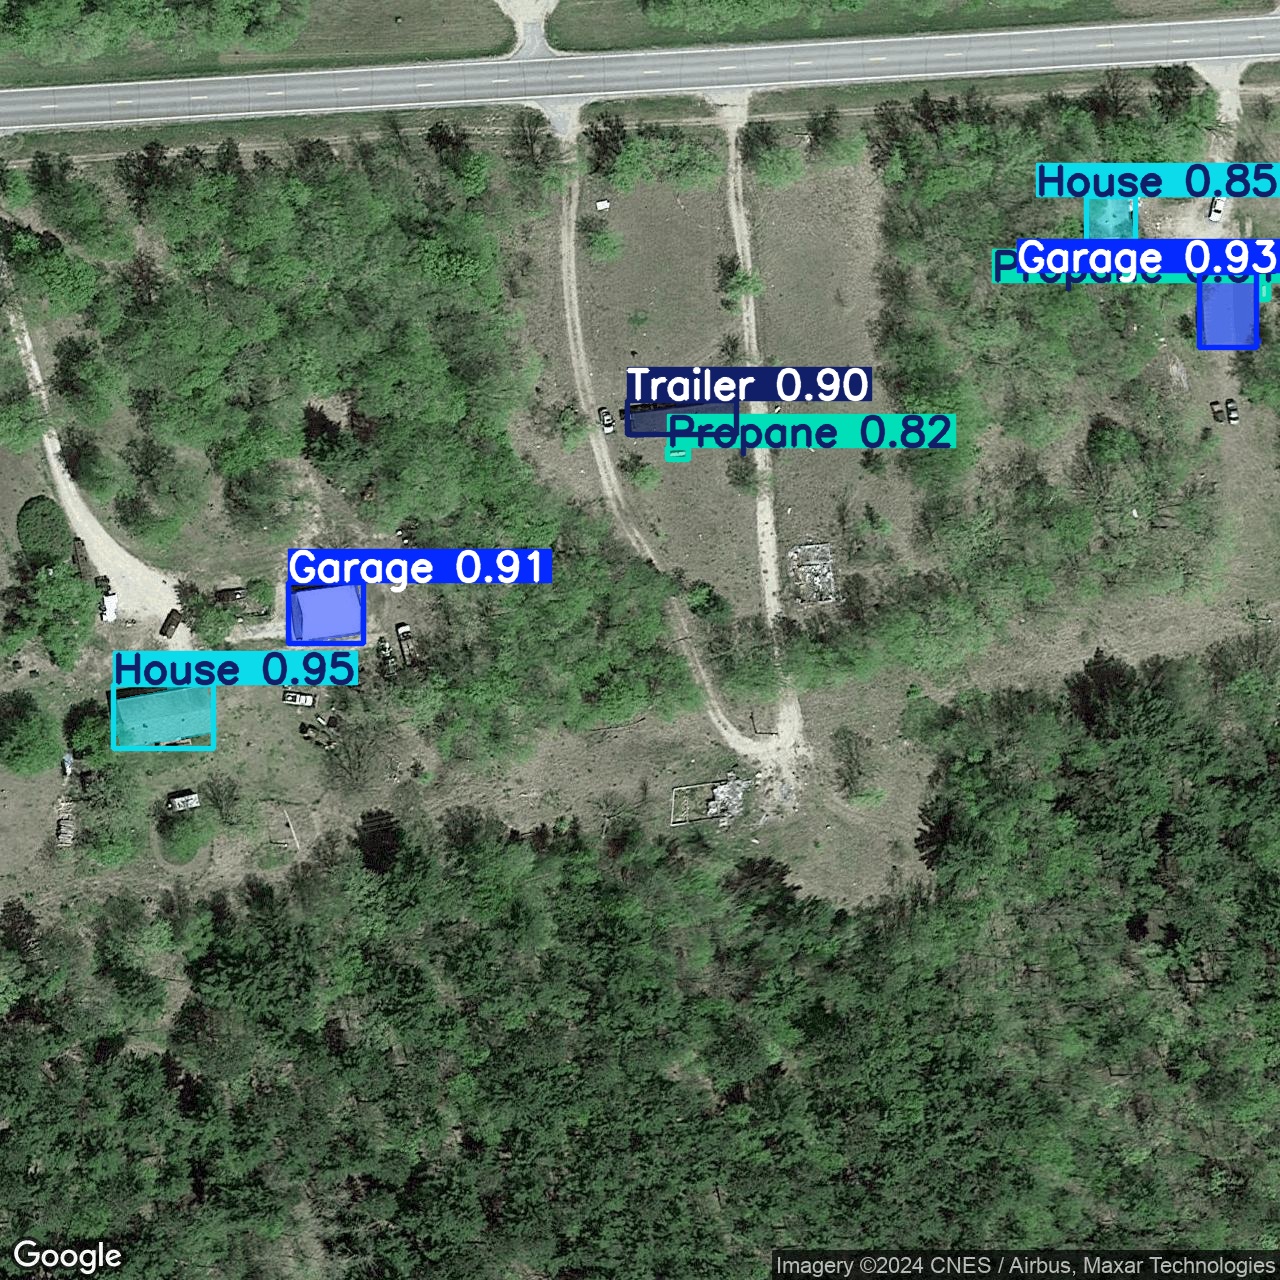 House 0.85
Garage 0.93
Trailer 0.90
Propane 0.82
Garage 0.91
House 0.95
Google
Imagery ©2024 CNES / Airbus, Maxar Technologies